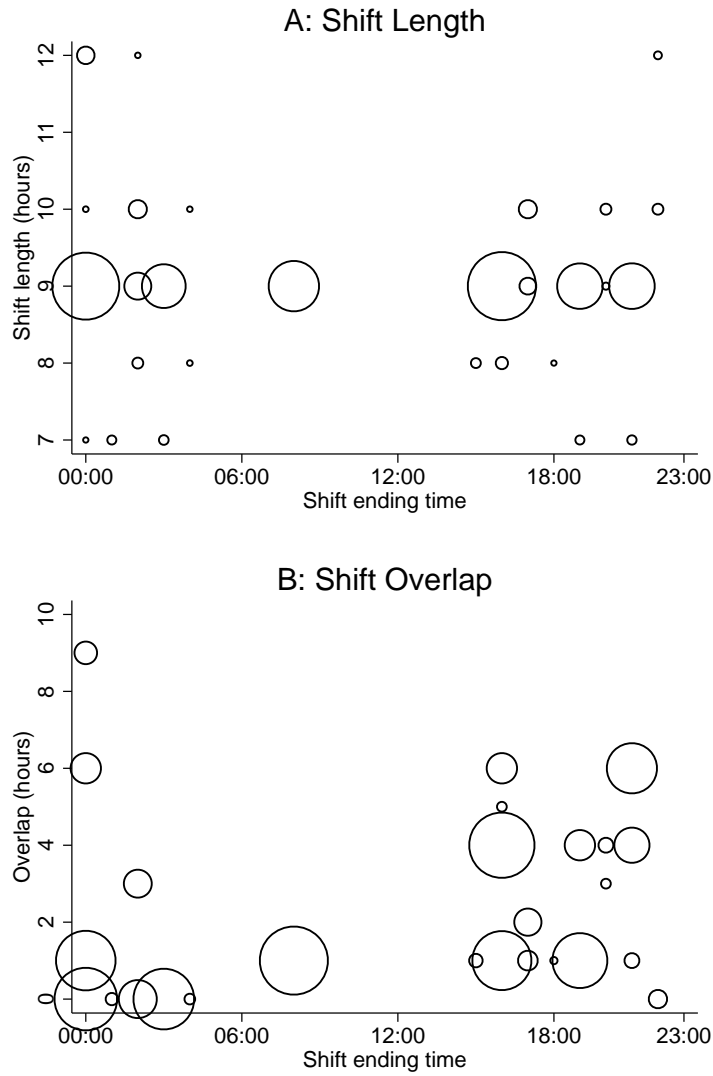 A: Shift Length
Shift length (hours)
12
11
10
9
8
7
00:00 06:00 12:00 18:00 23:00
Shift ending time
B: Shift Overlap
Overlap (hours)
10
8
6
4
2
0
00:00 06:00 12:00 18:00 23:00
Shift ending time